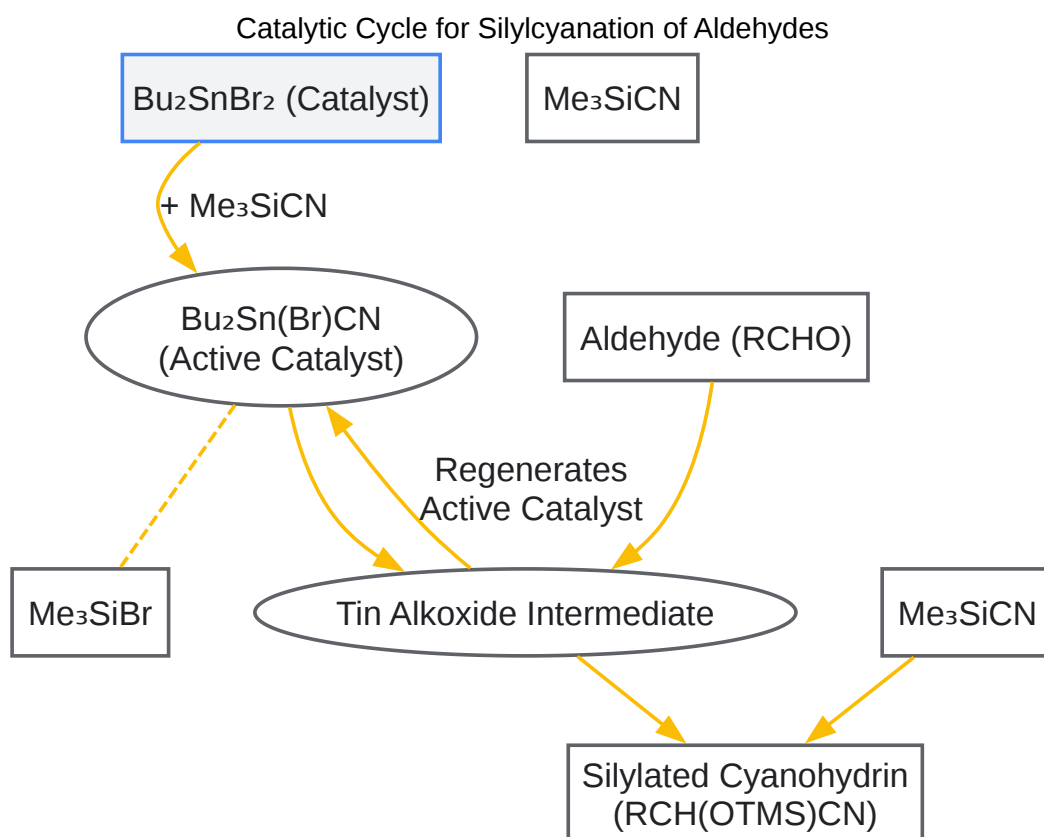 Catalytic Cycle for Silylcyanation of Aldehydes
Bu₂SnBr₂ (Catalyst)
Me₃SiCN
+ Me₃SiCN
Bu₂Sn(Br)CN
(Active Catalyst)
Aldehyde (RCHO)
Regenerates
Active Catalyst
Me₃SiBr
Tin Alkoxide Intermediate
Me₃SiCN
Silylated Cyanohydrin
(RCH(OTMS)CN)